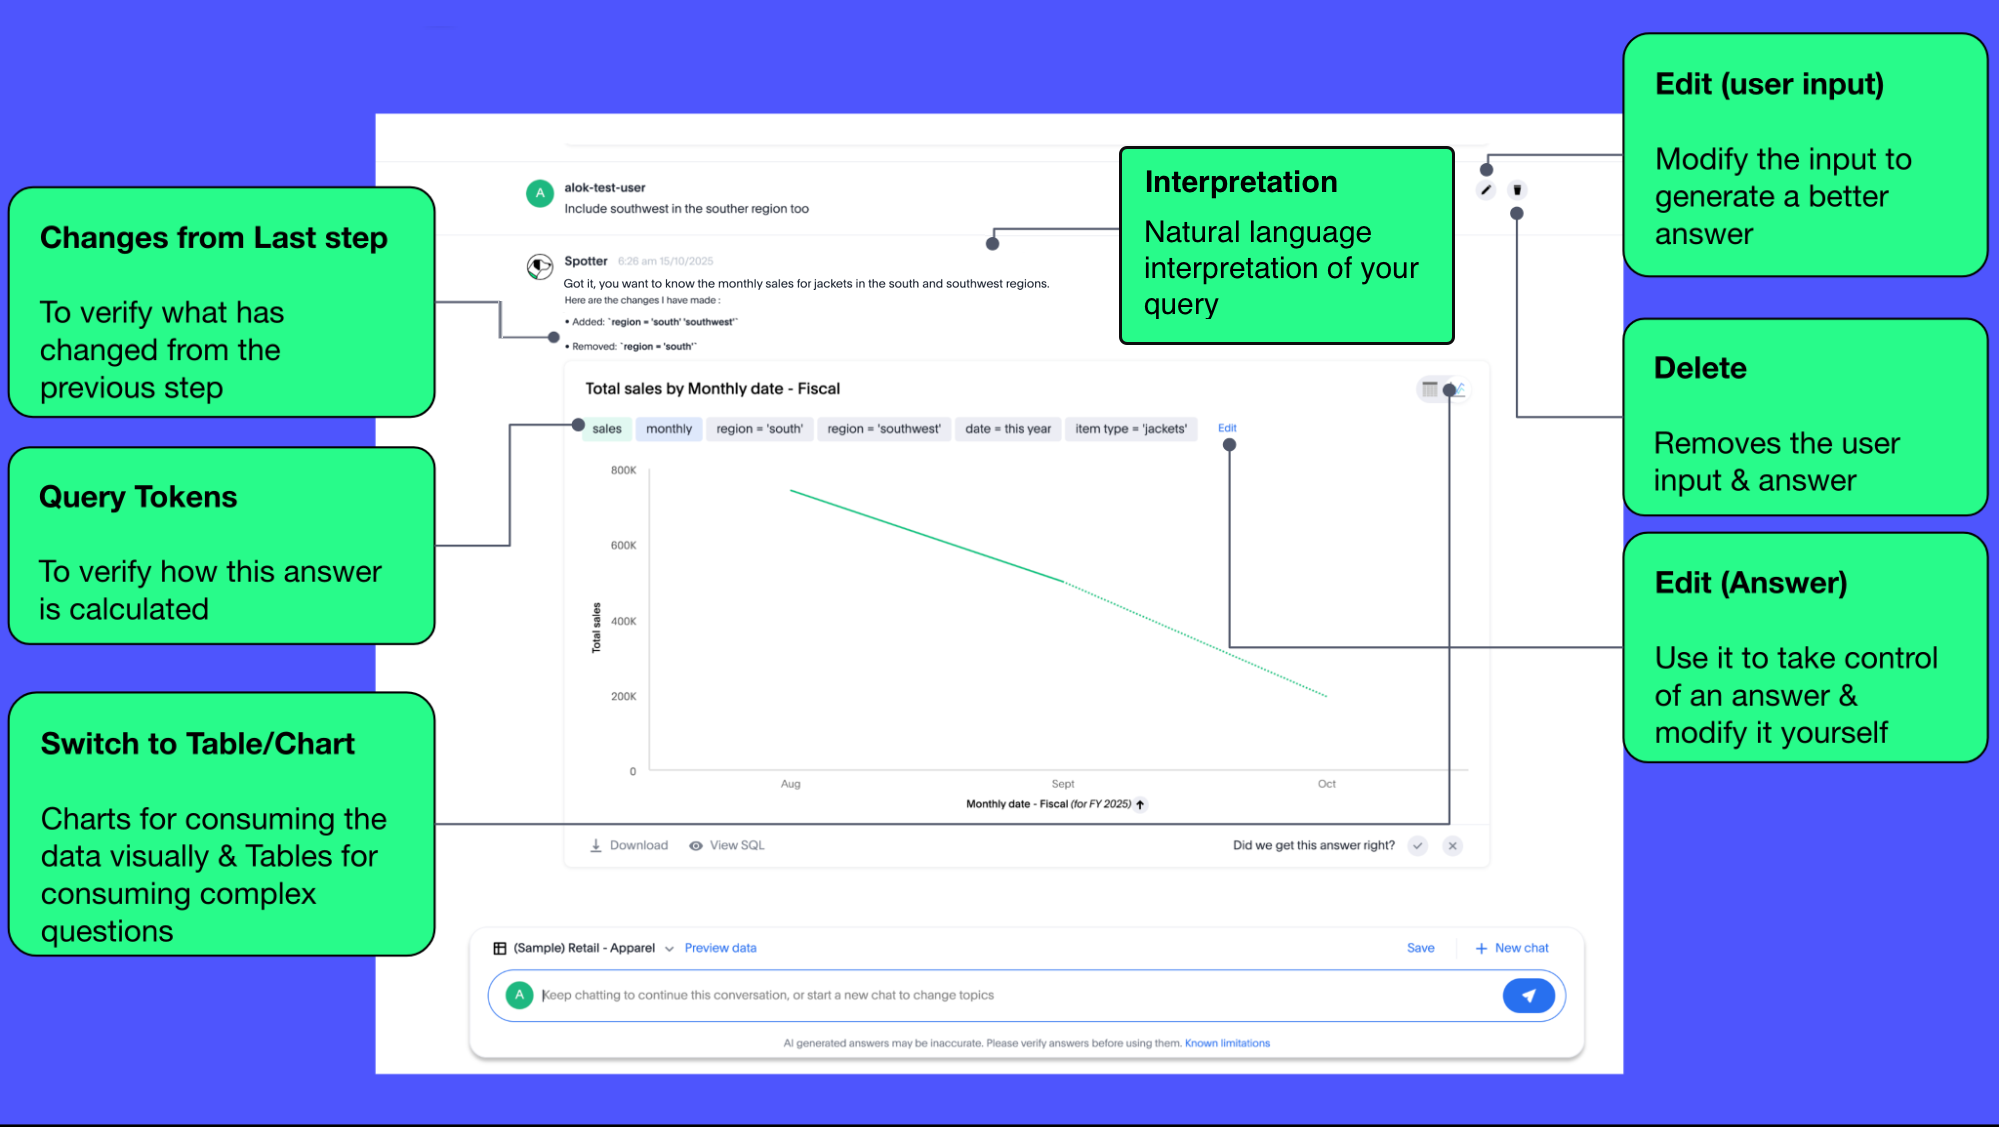 Changes from Last step
To verify what has
changed from the
previous step
Query Tokens
To verify how this answer
is calculated
Switch to Table/Chart
Charts for consuming the
data visually & Tables for
consuming complex
questions
A
alok-test-user
Include southwest in the souther region too
Spotter 6:26 am 15/10/2025
Got it, you want to know the monthly sales for jackets in the south and southwest regions.
Here are the changes I have made :
• Added: `region = 'south' 'southwest'`
• Removed: `region = 'south'`
Interpretation
Natural language
interpretation of your
query
Total sales by Monthly date - Fiscal
sales monthly region = 'south' region = 'southwest' date = this year item type = 'jackets' Edit
800K
600K
400K
200K
0
Total sales
Aug Sept Oct
Monthly date - Fiscal (for FY 2025)
Download View SQL Did we get this answer right?
(Sample) Retail - Apparel Preview data Save + New chat
A Keep chatting to continue this conversation, or start a new chat to change topics
AI generated answers may be inaccurate. Please verify answers before using them. Known limitations
Edit (user input)
Modify the input to
generate a better
answer
Delete
Removes the user
input & answer
Edit (Answer)
Use it to take control
of an answer &
modify it yourself